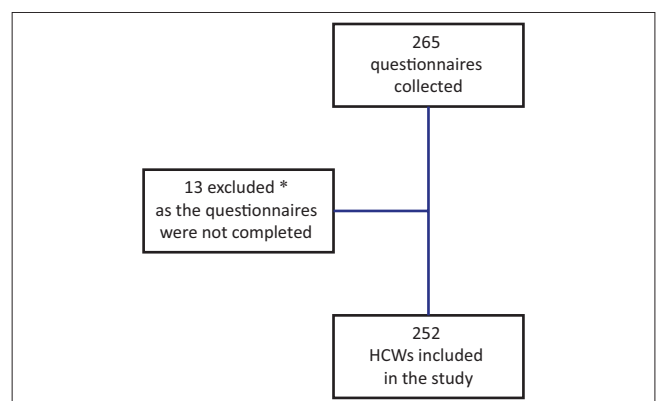 265
questionnaires
collected
13 excluded *
as the questionnaires
were not completed
252
HCWs included
in the study